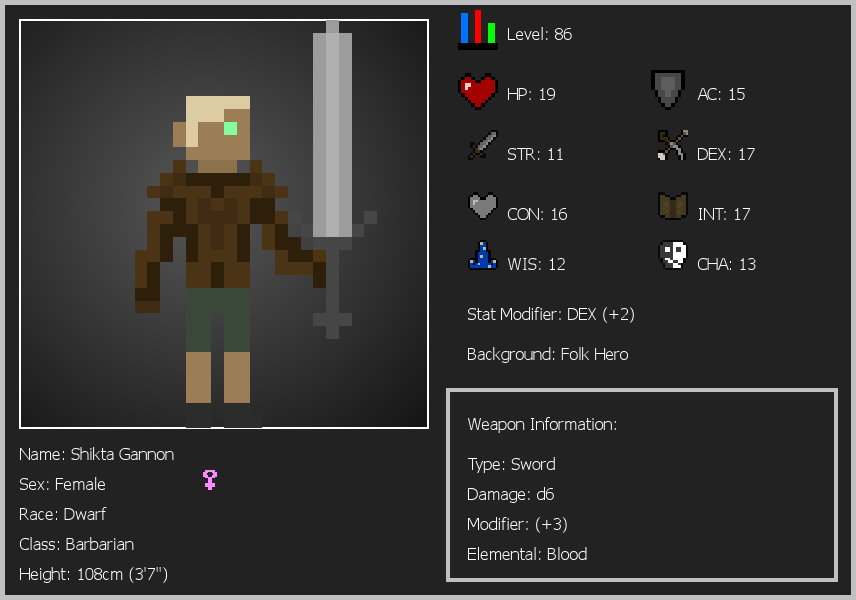 Level: 86
HP: 19
AC: 15
STR: 11
DEX: 17
CON: 16
INT: 17
WIS: 12
CHA: 13
Stat Modifier: DEX (+2)
Background: Folk Hero
Weapon Information:
Type: Sword
Damage: d6
Modifier: (+3)
Elemental: Blood
Name: Shikta Gannon
Sex: Female
Race: Dwarf
Class: Barbarian
Height: 108cm (3'7")